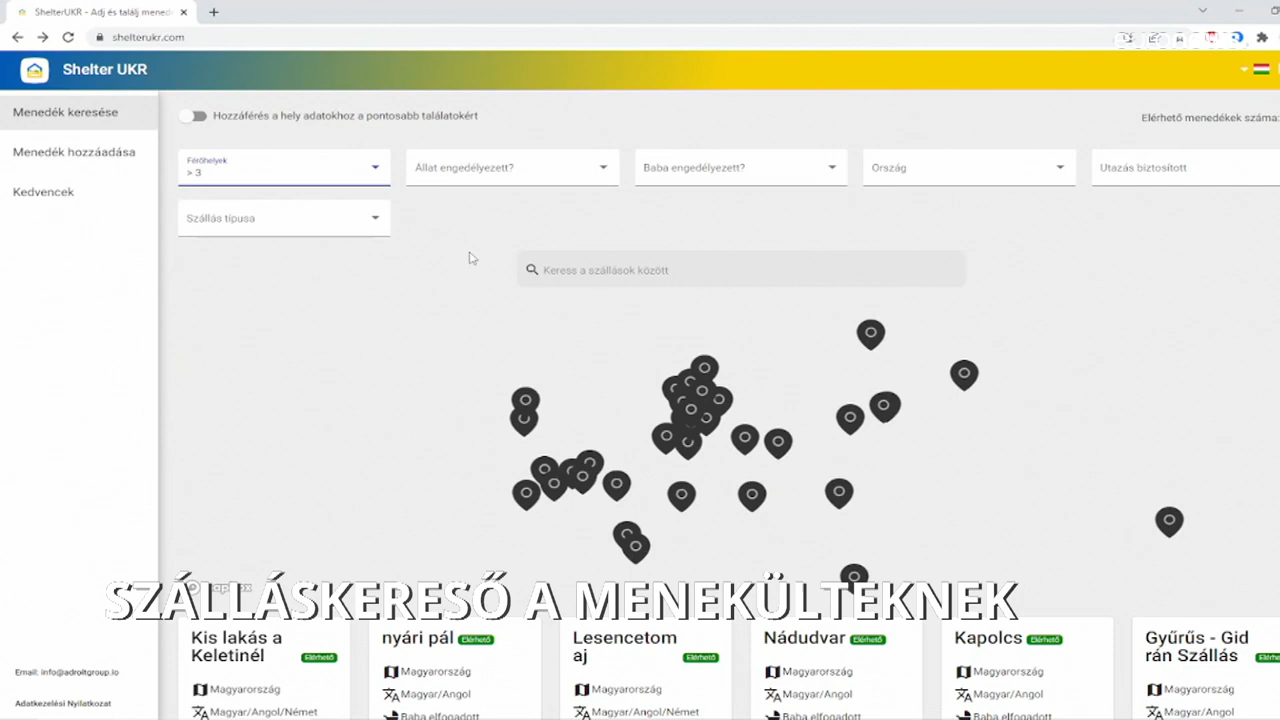 ShelterUKR - Adj és találj mened
shelterukr.com
Shelter UKR
Menedék keresése
Menedék hozzáadása
Kedvencek
Hozzáférés a hely adatokhoz a pontosabb találatokért
Elérhető menedékek száma:
Férőhelyek
> 3
Állat engedélyezett?
Baba engedélyezett?
Ország
Utazás biztosított
Szállás típusa
Keress a szállások között
SZÁLLÁSKERESŐ A MENEKÜLTEKNEK
Kis lakás a
Keletinél Elérhető
Magyarország
Magyar/Angol/Német
nyári pál Elérhető
Magyarország
Magyar/Angol
Baba elfogadott
Lesencetom
aj Elérhető
Magyarország
Magyar/Angol/Német
Nádudvar Elérhető
Magyarország
Magyar/Angol
Baba elfogadott
Kapolcs Elérhető
Magyarország
Magyar/Angol
Baba elfogadott
Gyűrűs - Gid
rán Szállás Elérhe
Magyarország
Magyar/Angol
Email: info@adroitgroup.io
Adatkezelési Nyilatkozat